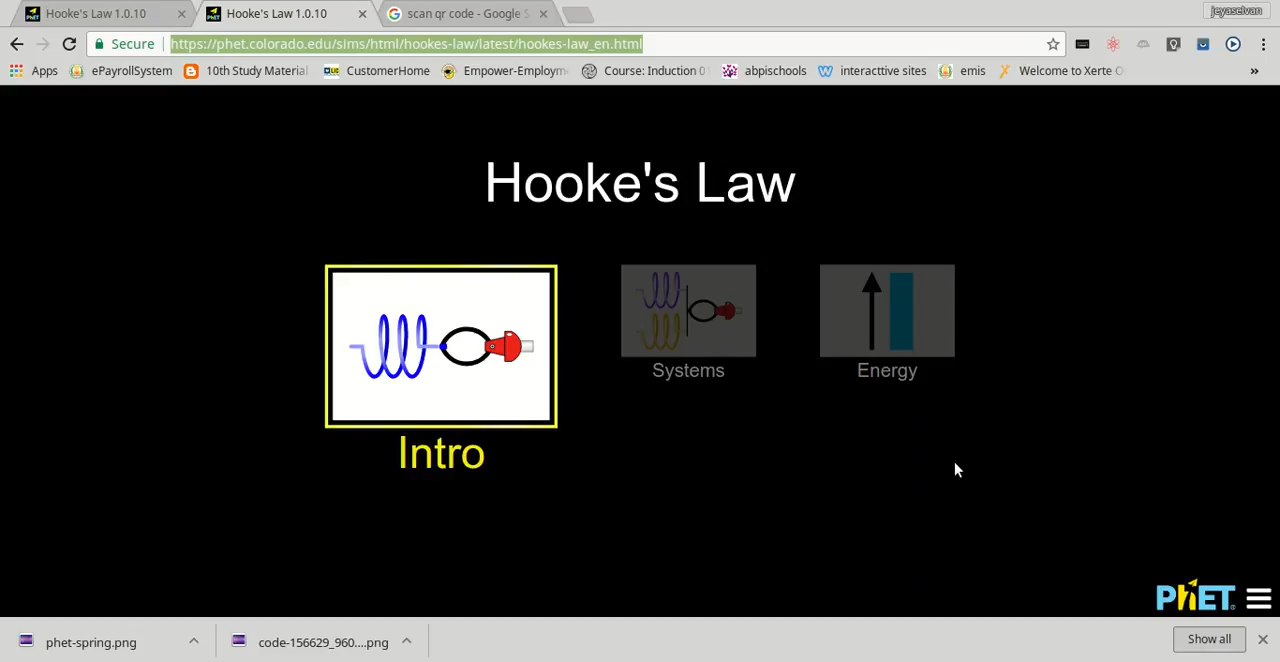 Hooke's Law 1.0.10
Hooke's Law 1.0.10
scan qr code - Google S
jeyaselvan
Secure
https://phet.colorado.edu/sims/html/hookes-law/latest/hookes-law_en.html
Apps
ePayrollSystem
10th Study Material
CustomerHome
Empower-Employm
Course: Induction 0
abpischools
interacttive sites
emis
Welcome to Xerte O
»
Hooke's Law
Intro
Systems
Energy
PhET
phet-spring.png
code-156629_960....png
Show all